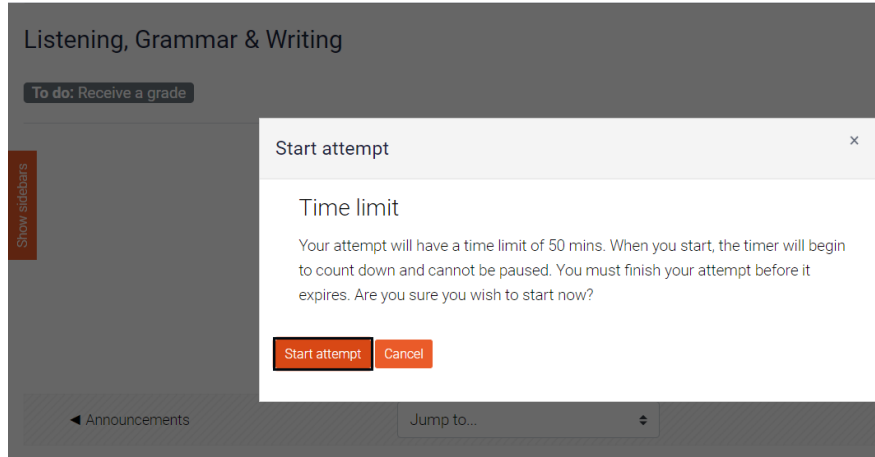 Listening, Grammar & Writing
To do: Receive a grade
Show sidebars
Start attempt
×
Time limit
Your attempt will have a time limit of 50 mins. When you start, the timer will begin
to count down and cannot be paused. You must finish your attempt before it
expires. Are you sure you wish to start now?
Start attempt
Cancel
◄ Announcements
Jump to...